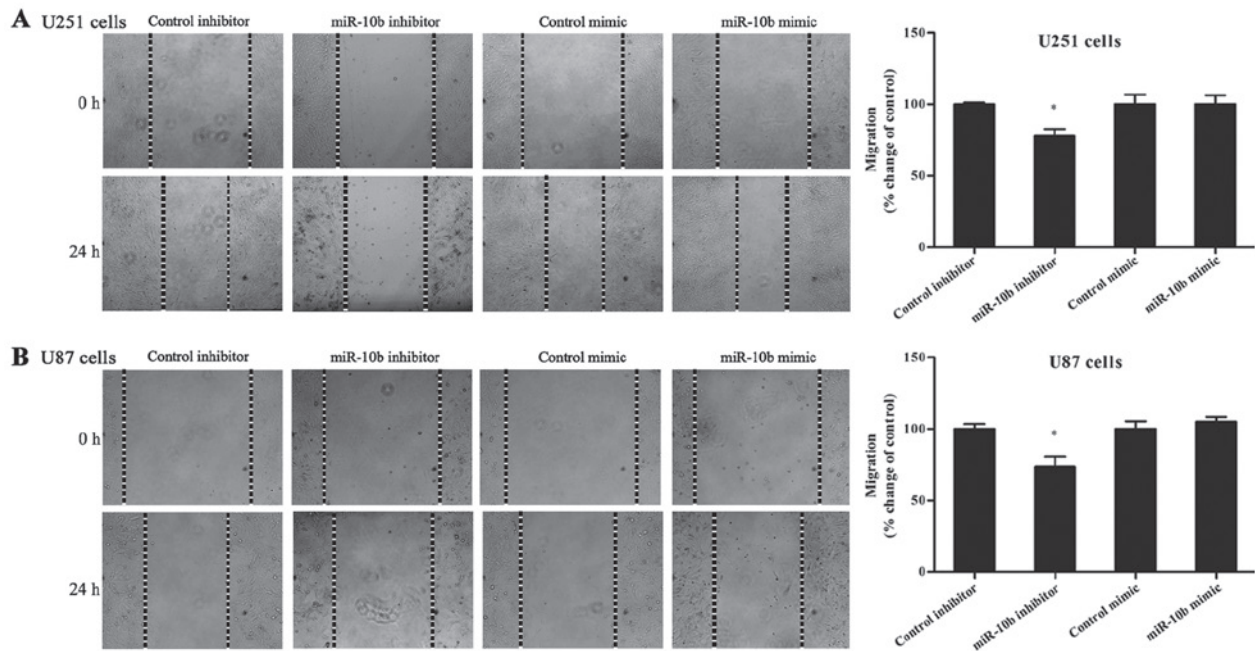 A U251 cells
Control inhibitor
miR-10b inhibitor
Control mimic
miR-10b mimic
0 h
24 h
U251 cells
Migration
(% change of control)
150
100
50
0
*
Control inhibitor
miR-10b inhibitor
Control mimic
miR-10b mimic
B U87 cells
Control inhibitor
miR-10b inhibitor
Control mimic
miR-10b mimic
0 h
24 h
U87 cells
Migration
(% change of control)
150
100
50
0
*
Control inhibitor
miR-10b inhibitor
Control mimic
miR-10b mimic